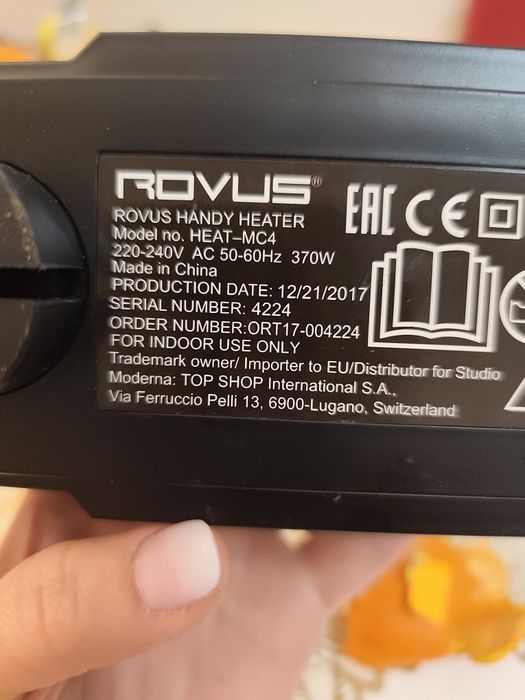 ROVUS®
EAC CE
ROVUS HANDY HEATER
Model no. HEAT–MC4
220-240V AC 50-60Hz 370W
Made in China
PRODUCTION DATE: 12/21/2017
SERIAL NUMBER: 4224
ORDER NUMBER:ORT17-004224
FOR INDOOR USE ONLY
Trademark owner/ Importer to EU/Distributor for Studio
Moderna: TOP SHOP International S.A.,
Via Ferruccio Pelli 13, 6900-Lugano, Switzerland